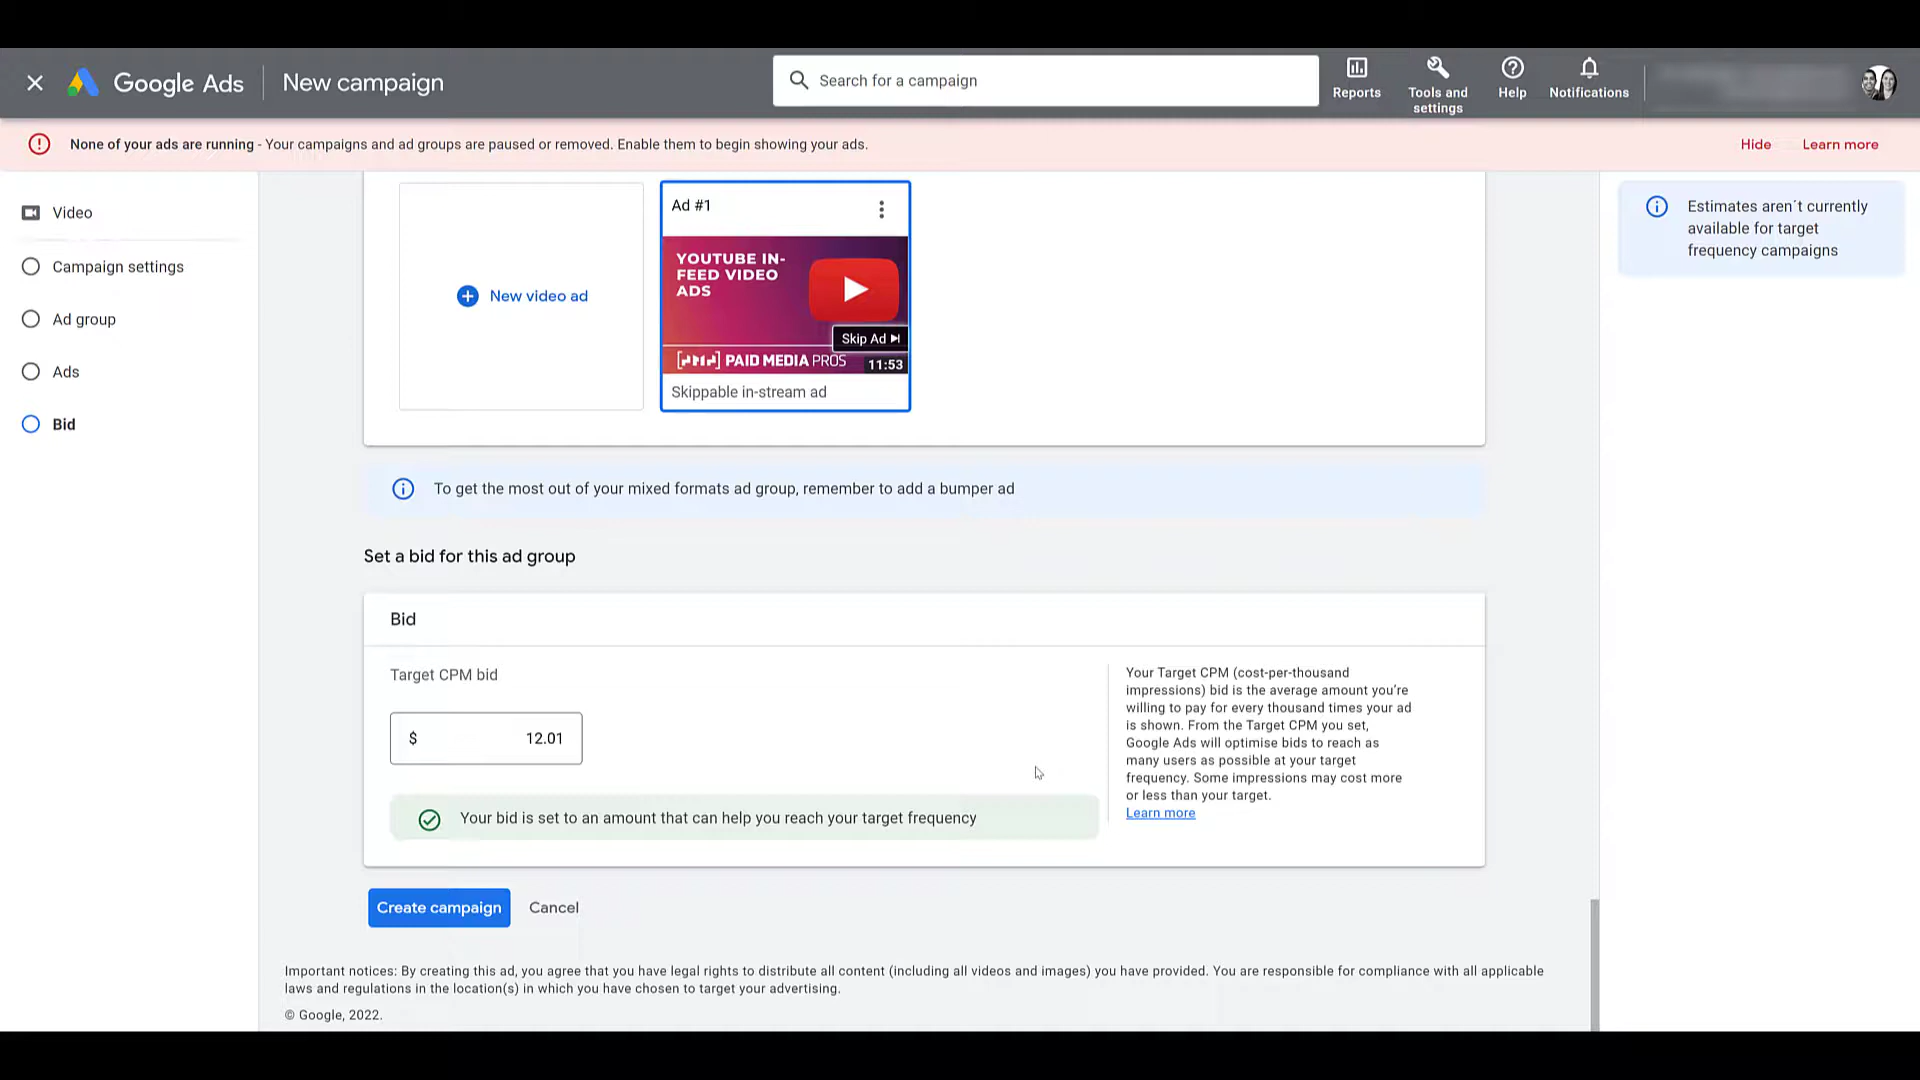 Google Ads
New campaign
Search for a campaign
Reports
Tools and
settings
Help
Notifications
None of your ads are running - Your campaigns and ad groups are paused or removed. Enable them to begin showing your ads.
Hide
Learn more
Video
Campaign settings
Ad group
Ads
Bid
New video ad
Ad #1
YOUTUBE IN-
FEED VIDEO
ADS
Skip Ad
PAID MEDIA PROS
11:53
Skippable in-stream ad
Estimates aren´t currently
available for target
frequency campaigns
To get the most out of your mixed formats ad group, remember to add a bumper ad
Set a bid for this ad group
Bid
Target CPM bid
$ 12.01
Your bid is set to an amount that can help you reach your target frequency
Your Target CPM (cost-per-thousand
impressions) bid is the average amount you're
willing to pay for every thousand times your ad
is shown. From the Target CPM you set,
Google Ads will optimise bids to reach as
many users as possible at your target
frequency. Some impressions may cost more
or less than your target.
Learn more
Create campaign
Cancel
Important notices: By creating this ad, you agree that you have legal rights to distribute all content (including all videos and images) you have provided. You are responsible for compliance with all applicable
laws and regulations in the location(s) in which you have chosen to target your advertising.
© Google, 2022.